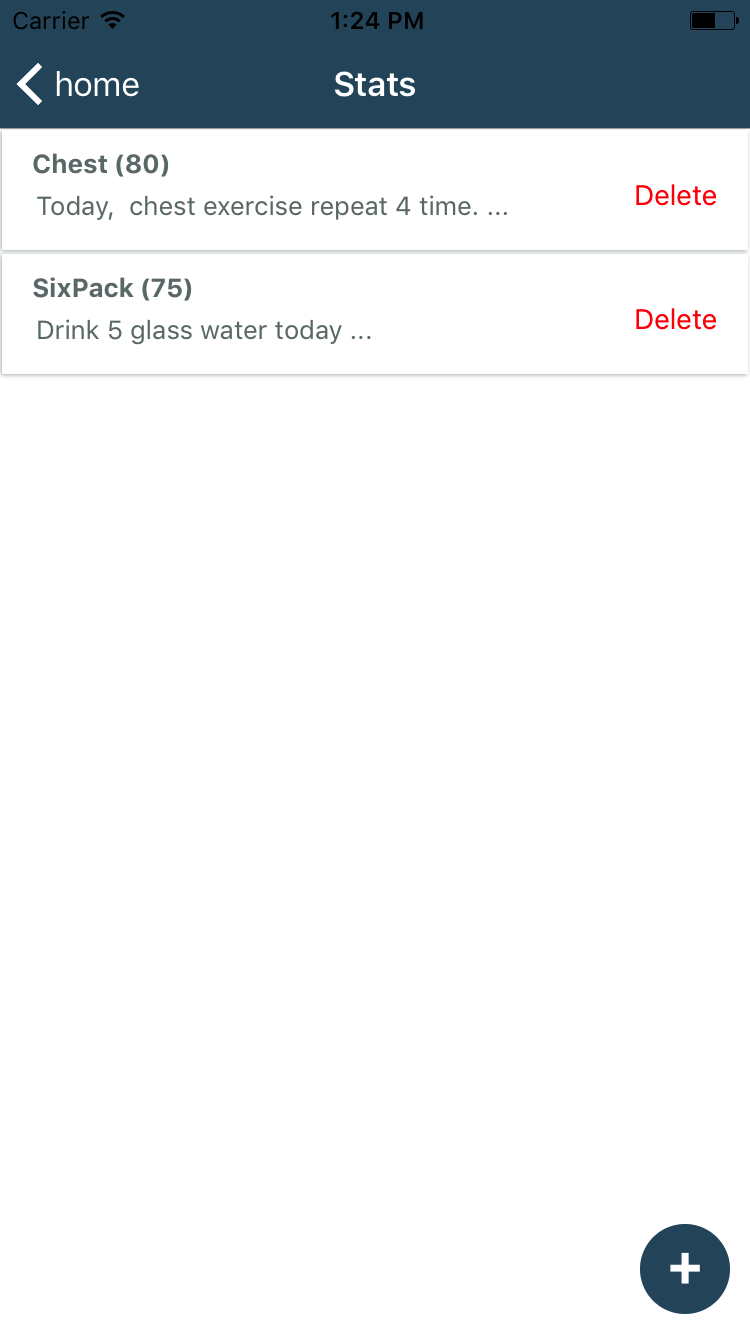 Carrier 1:24 PM
home Stats
Chest (80)
Today,  chest exercise repeat 4 time. ...
Delete
SixPack (75)
Drink 5 glass water today ...
Delete
+